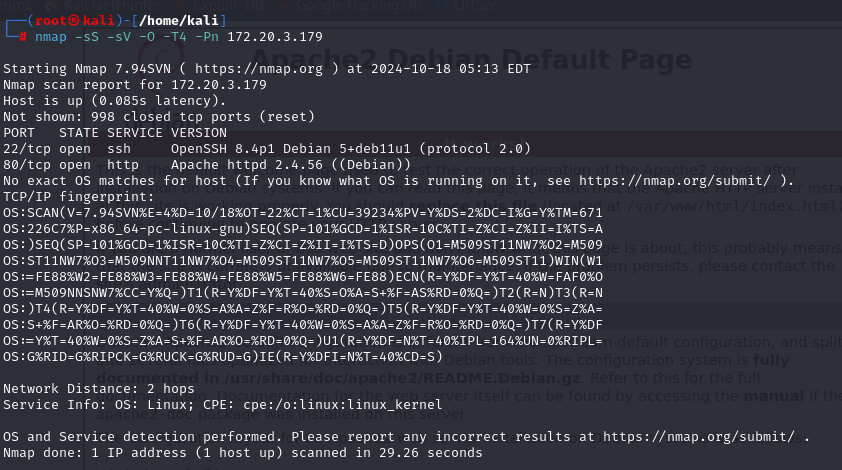 Kali NetHunter Exploit-DB Google Hacking DB OffSec
┌──(root㉿kali)-[/home/kali]
└─# nmap -sS -sV -O -T4 -Pn 172.20.3.179
Apache2 Debian Default Page
Starting Nmap 7.94SVN ( https://nmap.org ) at 2024-10-18 05:13 EDT
Nmap scan report for 172.20.3.179
Host is up (0.085s latency).
Not shown: 998 closed tcp ports (reset)
PORT   STATE SERVICE VERSION
22/tcp open  ssh     OpenSSH 8.4p1 Debian 5+deb11u1 (protocol 2.0)
80/tcp open  http    Apache httpd 2.4.56 ((Debian))
No exact OS matches for host (If you know what OS is running on it, see https://nmap.org/submit/ ).
TCP/IP fingerprint:
OS:SCAN(V=7.94SVN%E=4%D=10/18%OT=22%CT=1%CU=39234%PV=Y%DS=2%DC=I%G=Y%TM=671
OS:226C7%P=x86_64-pc-linux-gnu)SEQ(SP=101%GCD=1%ISR=10C%TI=Z%CI=Z%II=I%TS=A
OS:)SEQ(SP=101%GCD=1%ISR=10C%TI=Z%CI=Z%II=I%TS=D)OPS(O1=M509ST11NW7%O2=M509
OS:ST11NW7%O3=M509NNT11NW7%O4=M509ST11NW7%O5=M509ST11NW7%O6=M509ST11)WIN(W1
OS:=FE88%W2=FE88%W3=FE88%W4=FE88%W5=FE88%W6=FE88)ECN(R=Y%DF=Y%T=40%W=FAF0%O
OS:=M509NNSNW7%CC=Y%Q=)T1(R=Y%DF=Y%T=40%S=O%A=S+%F=AS%RD=0%Q=)T2(R=N)T3(R=N
OS:)T4(R=Y%DF=Y%T=40%W=0%S=A%A=Z%F=R%O=%RD=0%Q=)T5(R=Y%DF=Y%T=40%W=0%S=Z%A=
OS:S+%F=AR%O=%RD=0%Q=)T6(R=Y%DF=Y%T=40%W=0%S=A%A=Z%F=R%O=%RD=0%Q=)T7(R=Y%DF
OS:=Y%T=40%W=0%S=Z%A=S+%F=AR%O=%RD=0%Q=)U1(R=Y%DF=N%T=40%IPL=164%UN=0%RIPL=
OS:G%RID=G%RIPCK=G%RUCK=G%RUD=G)IE(R=Y%DFI=N%T=40%CD=S)
Network Distance: 2 hops
Service Info: OS: Linux; CPE: cpe:/o:linux:linux_kernel
OS and Service detection performed. Please report any incorrect results at https://nmap.org/submit/ .
Nmap done: 1 IP address (1 host up) scanned in 29.26 seconds